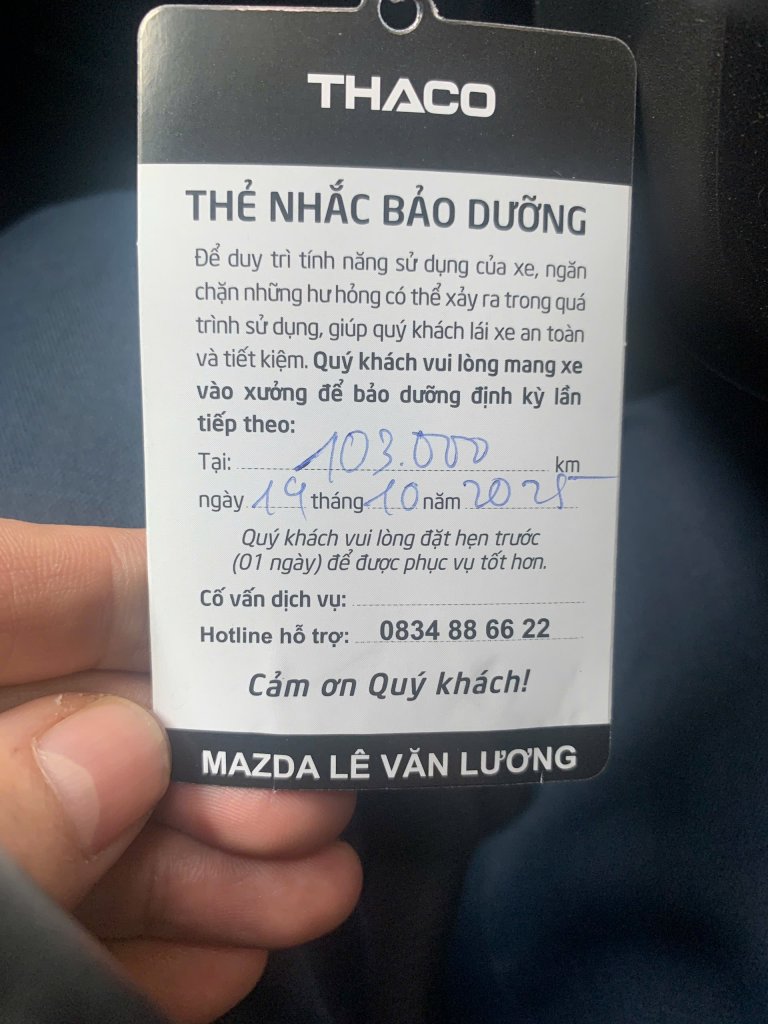 THACO
THẺ NHẮC BẢO DƯỠNG
Để duy trì tính năng sử dụng của xe, ngăn
chặn những hư hỏng có thể xảy ra trong quá
trình sử dụng, giúp quý khách lái xe an toàn
và tiết kiệm. Quý khách vui lòng mang xe
vào xưởng để bảo dưỡng định kỳ lần
tiếp theo:
Tại: 103.000 km
ngày 19 tháng 10 năm 2025
Quý khách vui lòng đặt hẹn trước
(01 ngày) để được phục vụ tốt hơn.
Cố vấn dịch vụ:
Hotline hỗ trợ: 0834 88 66 22
Cảm ơn Quý khách!
MAZDA LÊ VĂN LƯƠNG